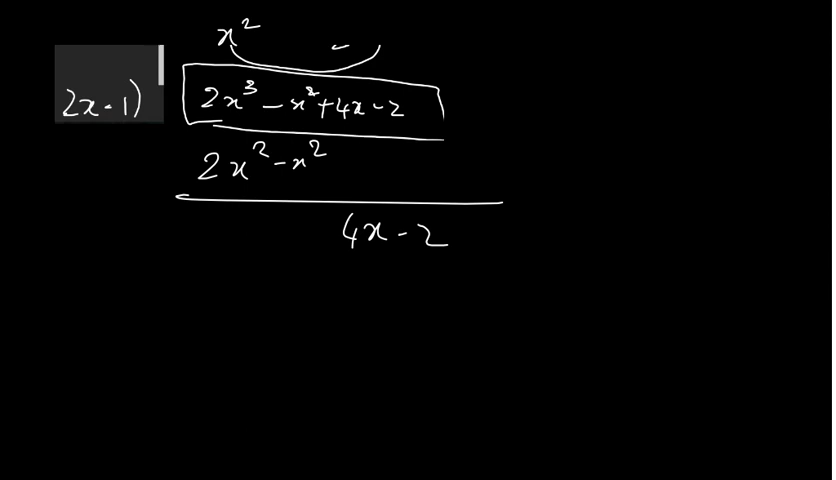 x²
2x - 1) 2x³ - x² + 4x - 2
2x² - x²
4x - 2